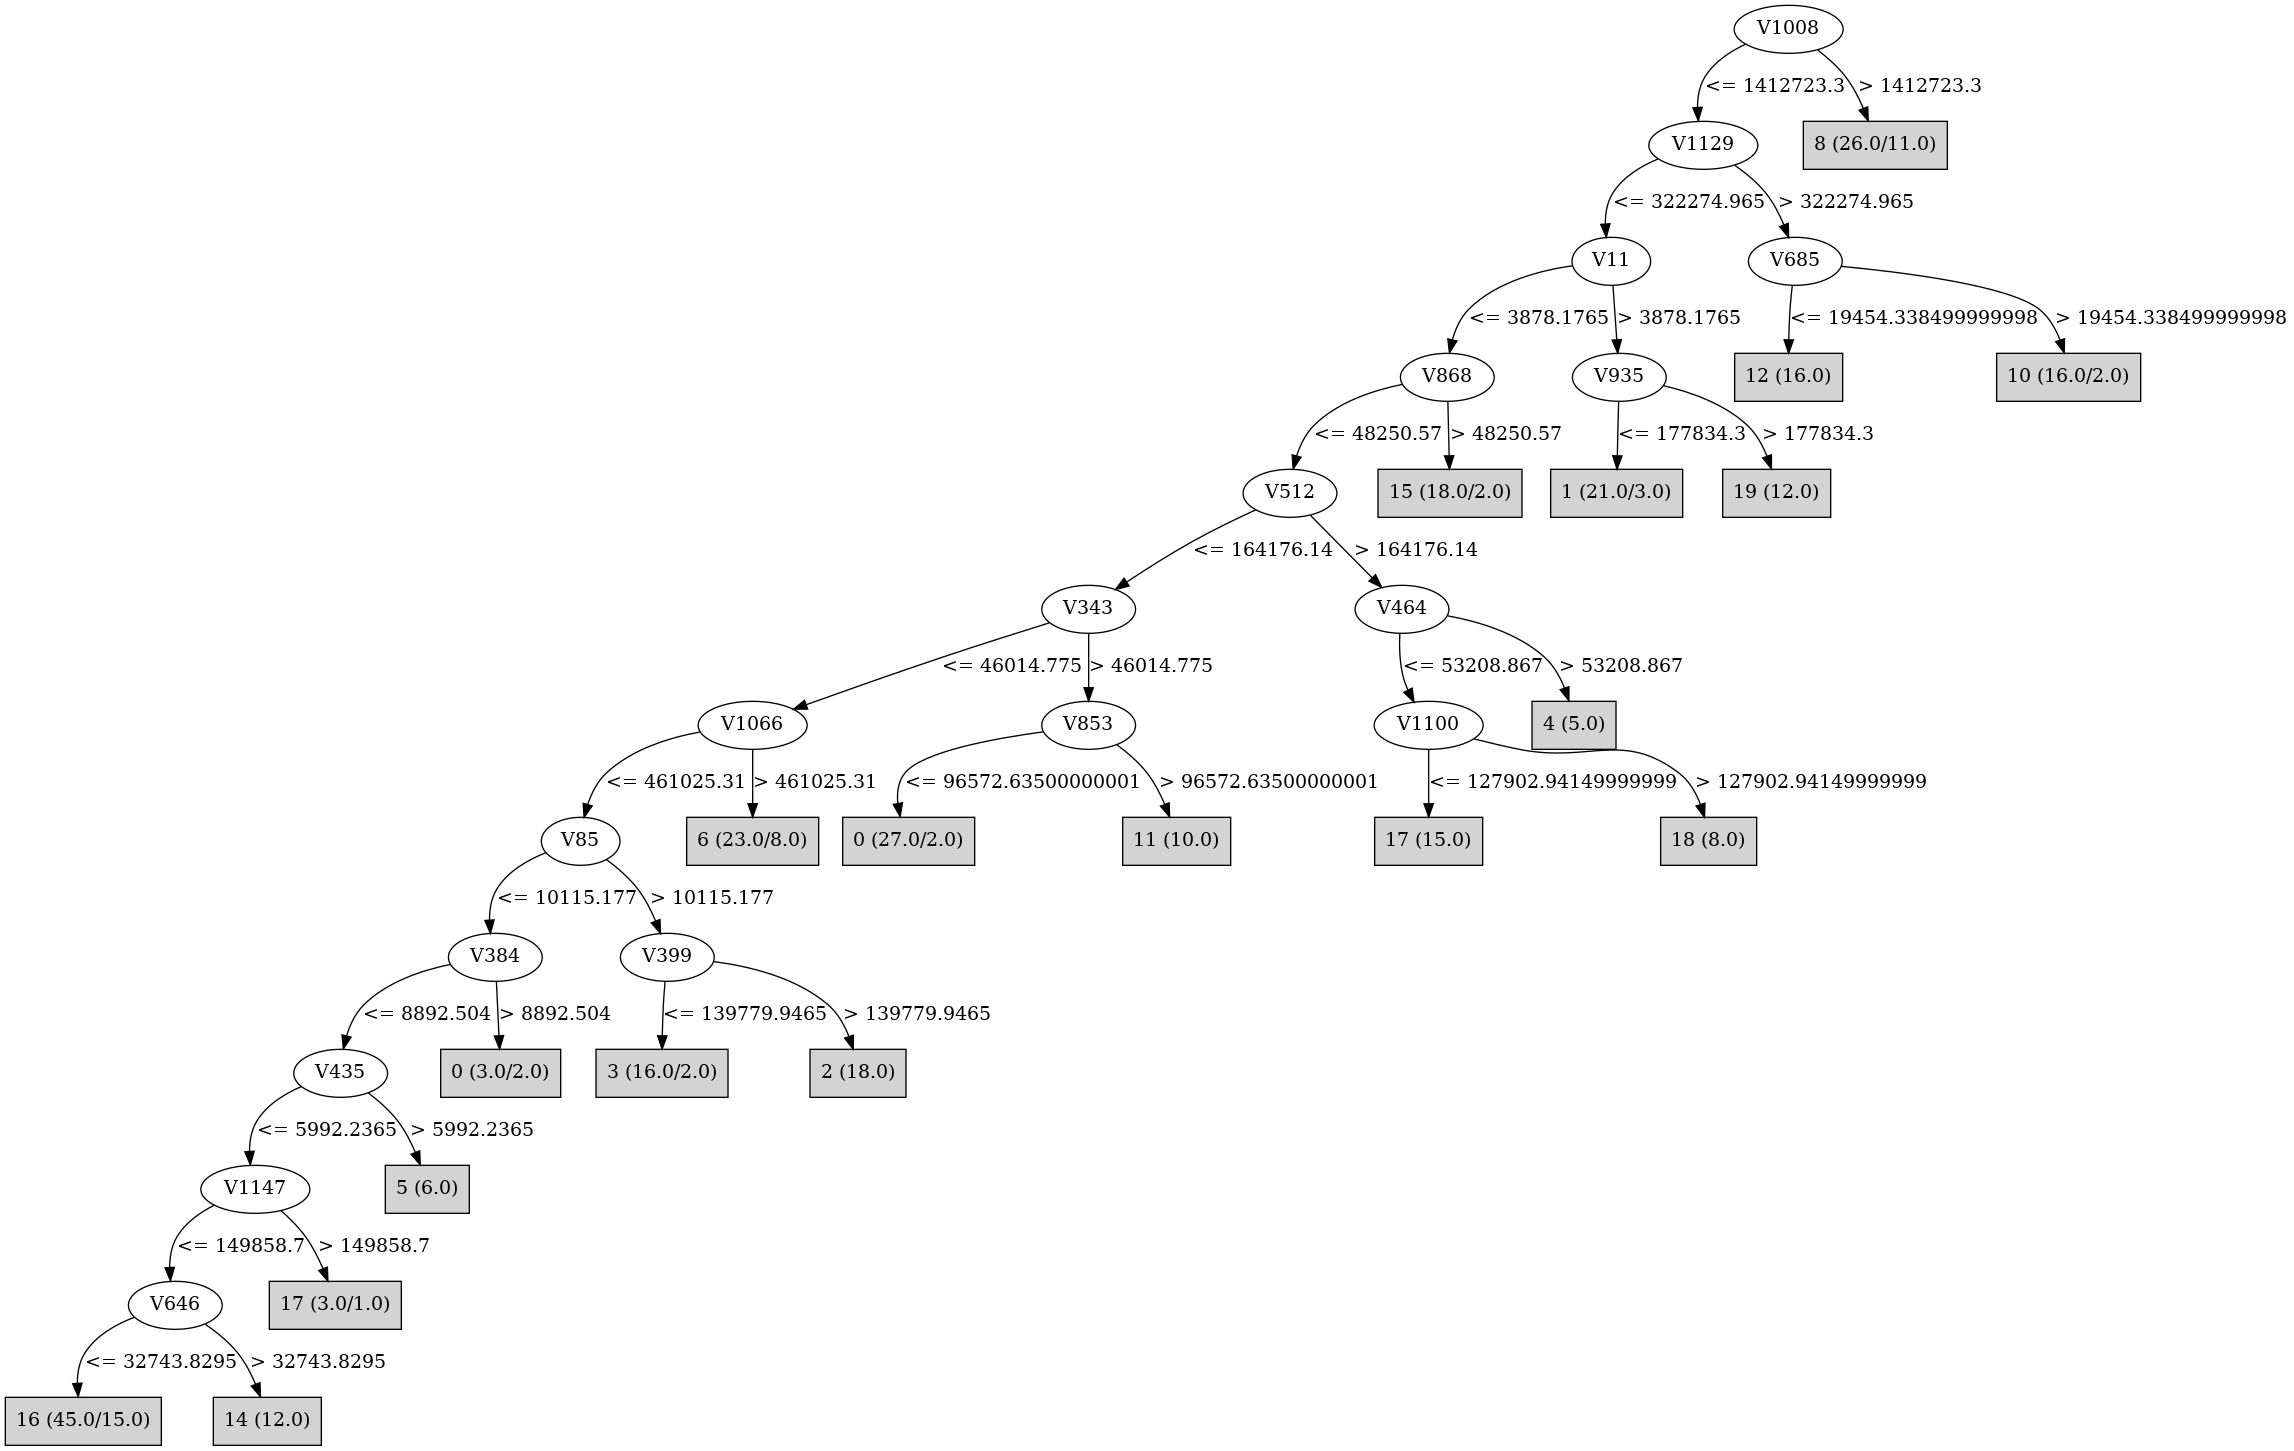 V1008
<= 1412723.3 > 1412723.3
V1129 8 (26.0/11.0)
<= 322274.965 > 322274.965
V11 V685
<= 3878.1765 > 3878.1765 <= 19454.338499999998 > 19454.338499999998
V868 V935 12 (16.0) 10 (16.0/2.0)
<= 48250.57 > 48250.57 <= 177834.3 > 177834.3
V512 15 (18.0/2.0) 1 (21.0/3.0) 19 (12.0)
<= 164176.14 > 164176.14
V343 V464
<= 46014.775 > 46014.775 <= 53208.867 > 53208.867
V1066 V853 V1100 4 (5.0)
<= 461025.31 > 461025.31 <= 96572.63500000001 > 96572.63500000001 <= 127902.94149999999 > 127902.94149999999
V85 6 (23.0/8.0) 0 (27.0/2.0) 11 (10.0) 17 (15.0) 18 (8.0)
<= 10115.177 > 10115.177
V384 V399
<= 8892.504 > 8892.504 <= 139779.9465 > 139779.9465
V435 0 (3.0/2.0) 3 (16.0/2.0) 2 (18.0)
<= 5992.2365 > 5992.2365
V1147 5 (6.0)
<= 149858.7 > 149858.7
V646 17 (3.0/1.0)
<= 32743.8295 > 32743.8295
16 (45.0/15.0) 14 (12.0)